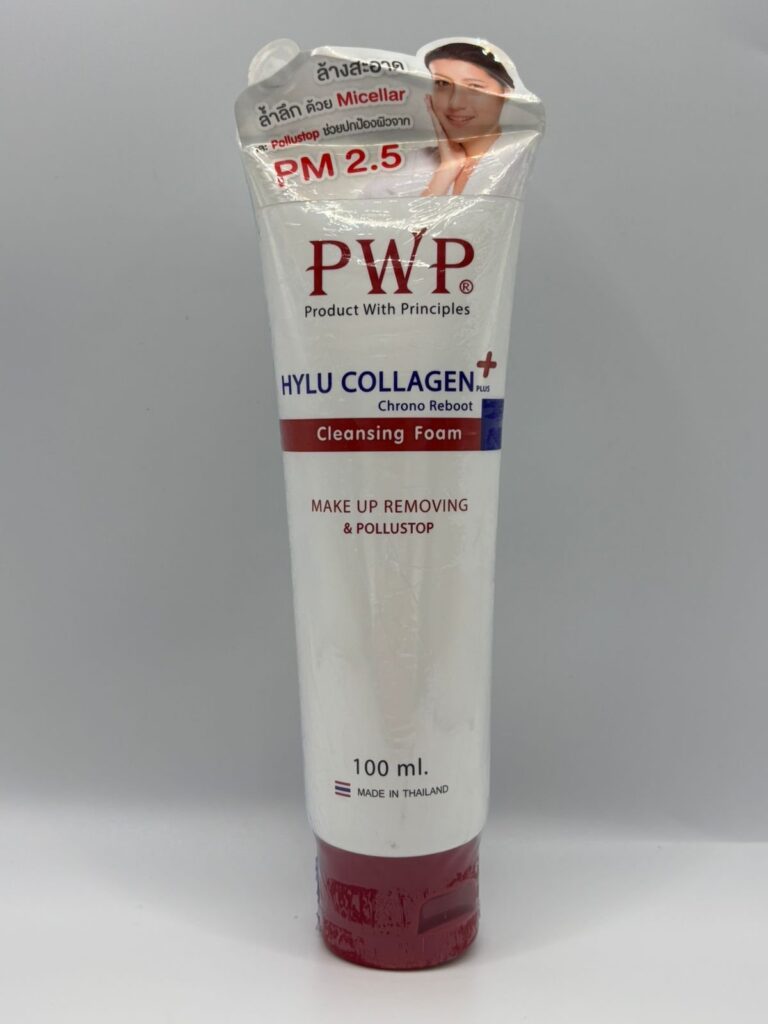 ล้างสะอาด
ล้ำลึก ด้วย Micellar
Pollustop ช่วยปกป้องผิวจาก
PM 2.5
PWP®
Product With Principles
HYLU COLLAGEN+
PLUS
Chrono Reboot
Cleansing Foam
MAKE UP REMOVING
& POLLUSTOP
100 ml.
MADE IN THAILAND